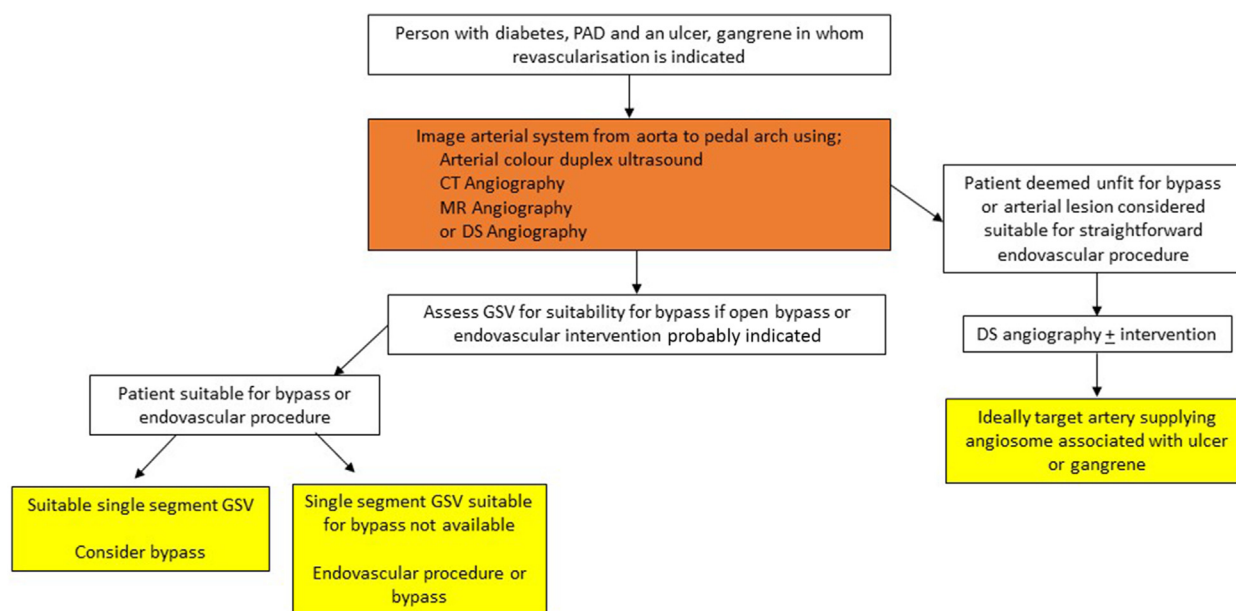 Person with diabetes, PAD and an ulcer, gangrene in whom
revascularisation is indicated
Image arterial system from aorta to pedal arch using;
Arterial colour duplex ultrasound
CT Angiography
MR Angiography
or DS Angiography
Patient deemed unfit for bypass
or arterial lesion considered
suitable for straightforward
endovascular procedure
Assess GSV for suitability for bypass if open bypass or
endovascular intervention probably indicated
DS angiography ± intervention
Patient suitable for bypass or
endovascular procedure
Ideally target artery supplying
angiosome associated with ulcer
or gangrene
Suitable single segment GSV
Consider bypass
Single segment GSV suitable
for bypass not available
Endovascular procedure or
bypass